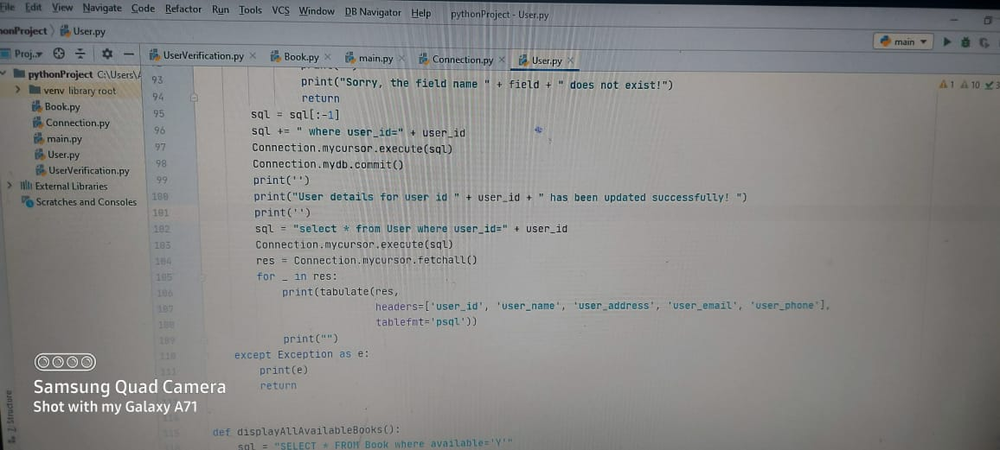 File Edit View Navigate Code Refactor Run Tools VCS Window DB Navigator Help pythonProject - User.py
User.py
main
Proj..
UserVerification.py Book.py main.py Connection.py User.py
pythonProject C:\Users\
venv library root
Book.py
Connection.py
main.py
User.py
UserVerification.py
External Libraries
Scratches and Consoles
1 10 3
93 print("Sorry, the field name " + field + " does not exist!")
94 return
95 sql = sql[:-1]
96 sql += " where user_id=" + user_id
97 Connection.mycursor.execute(sql)
98 Connection.mydb.commit()
99 print('')
100 print("User details for user id " + user_id + " has been updated successfully! ")
101 print('')
102 sql = "select * from User where user_id=" + user_id
103 Connection.mycursor.execute(sql)
104 res = Connection.mycursor.fetchall()
105 for _ in res:
106 print(tabulate(res,
107 headers=['user_id', 'user_name', 'user_address', 'user_email', 'user_phone'],
108 tablefmt='psql'))
109 print("")
110 except Exception as e:
111 print(e)
return
115 def displayAllAvailableBooks():
sql = "SELECT * FROM Book where available='Y'"
Z: Structure
Samsung Quad Camera
Shot with my Galaxy A71